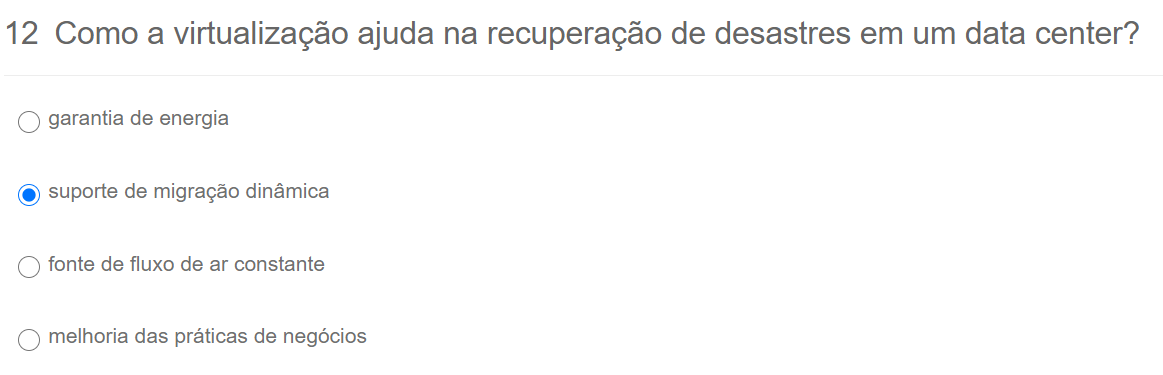 12 Como a virtualização ajuda na recuperação de desastres em um data center?
garantia de energia
suporte de migração dinâmica
fonte de fluxo de ar constante
melhoria das práticas de negócios